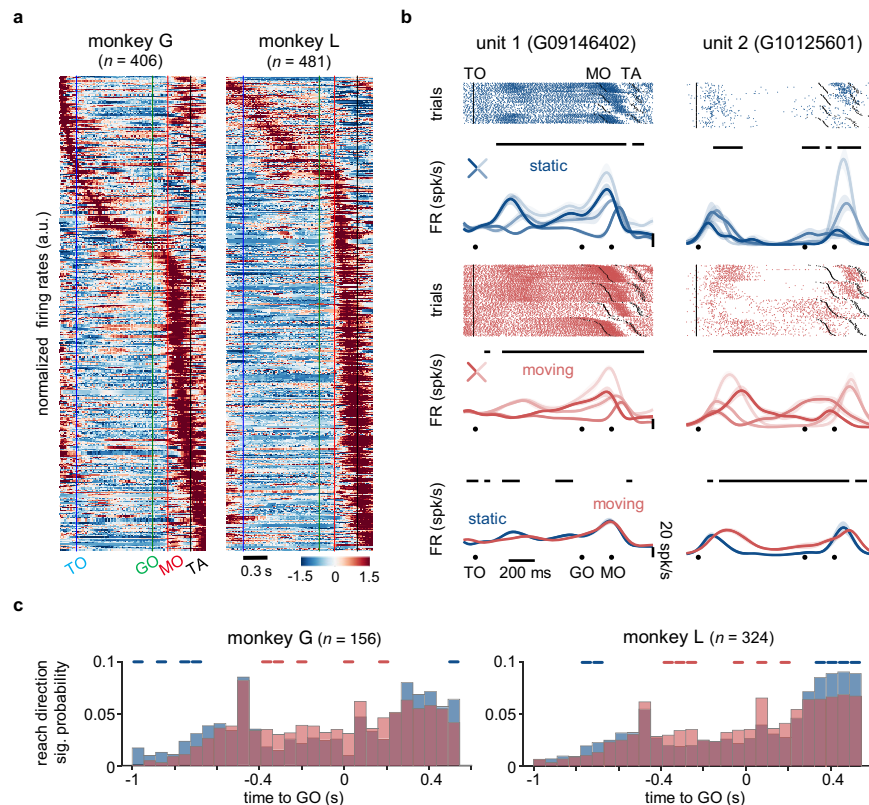 a
monkey G
(n = 406)
monkey L
(n = 481)
normalized firing rates (a.u.)
TO
GO
MO
TA
0.3 s
-1.5 0 1.5
b
unit 1 (G09146402)
unit 2 (G10125601)
TO MO TA
trials
FR (spk/s)
static
trials
FR (spk/s)
moving
FR (spk/s)
static
moving
20 spk/s
TO 200 ms GO MO
c
monkey G (n = 156)
monkey L (n = 324)
reach direction
sig. probability
0.1
0.05
0
-1 -0.4 0 0.4
time to GO (s)
0.1
0.05
0
-1 -0.4 0 0.4
time to GO (s)